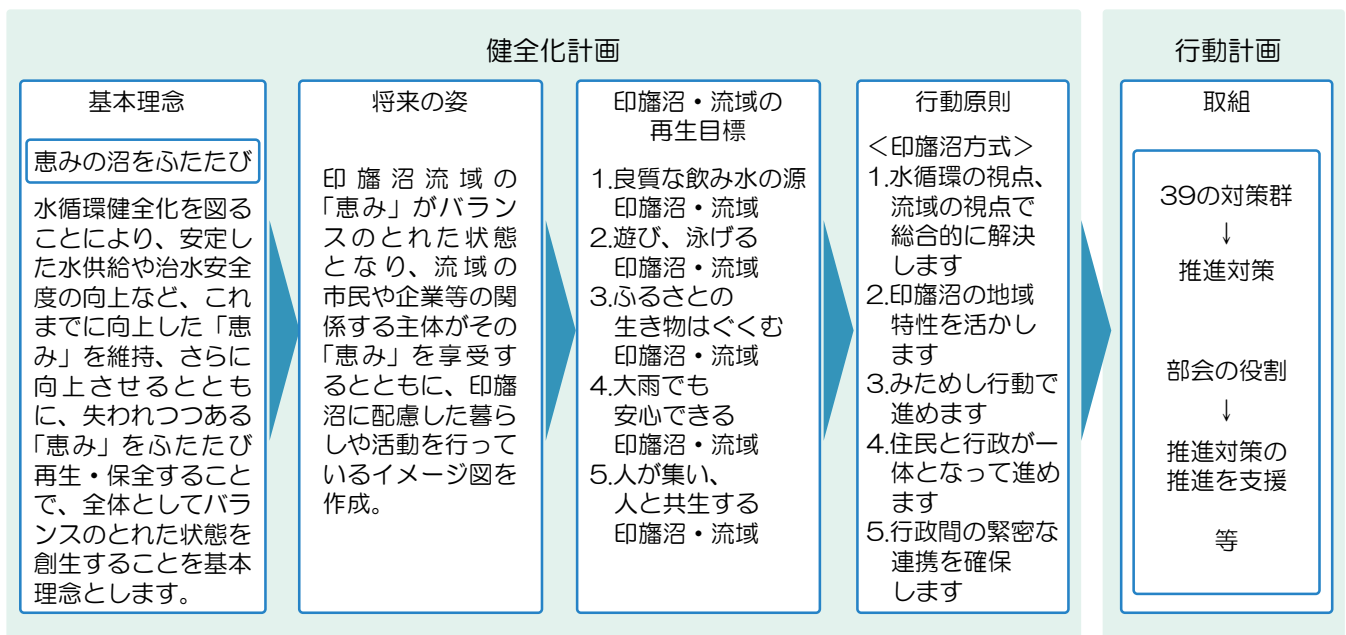 健全化計画
基本理念
恵みの沼をふたたび
水循環健全化を図る
ことにより、安定し
た水供給や治水安全
度の向上など、これ
までに向上した「恵
み」を維持、さらに
向上させるととも
に、失われつつある
「恵み」をふたたび
再生・保全すること
で、全体としてバラ
ンスのとれた状態を
創生することを基本
理念とします。
将来の姿
印旛沼流域の
「恵み」がバラン
スのとれた状態
となり、流域の
市民や企業等の関
係する主体がその
「恵み」を享受す
るとともに、印旛
沼に配慮した暮ら
しや活動を行って
いるイメージ図を
作成。
印旛沼・流域の
再生目標
1.良質な飲み水の源
印旛沼・流域
2.遊び、泳げる
印旛沼・流域
3.ふるさとの
生き物はぐくむ
印旛沼・流域
4.大雨でも
安心できる
印旛沼・流域
5.人が集い、
人と共生する
印旛沼・流域
行動原則
＜印旛沼方式＞
1.水循環の視点、
流域の視点で
総合的に解決
します
2.印旛沼の地域
特性を活かし
ます
3.みためし行動で
進めます
4.住民と行政が一
体となって進め
ます
5.行政間の緊密な
連携を確保
します
行動計画
取組
39の対策群
↓
推進対策
部会の役割
↓
推進対策の
推進を支援
等